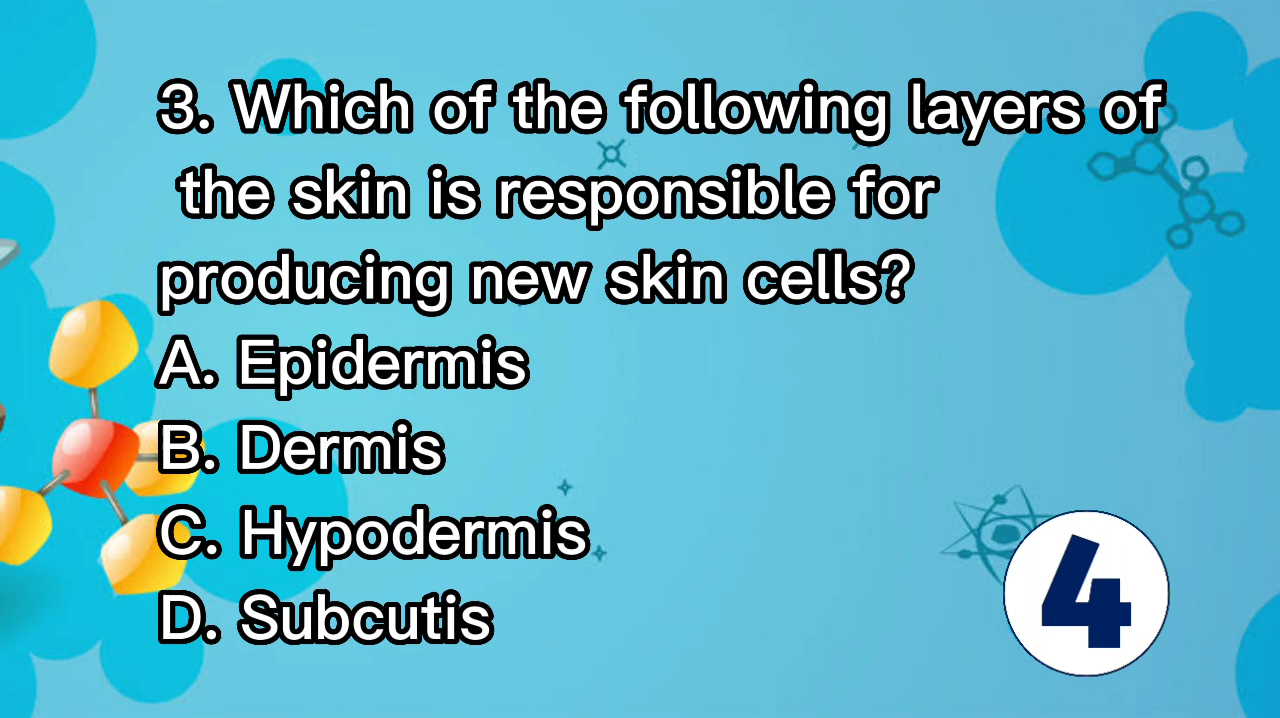 3. Which of the following layers of
the skin is responsible for
producing new skin cells?
A. Epidermis
B. Dermis
C. Hypodermis
D. Subcutis
4